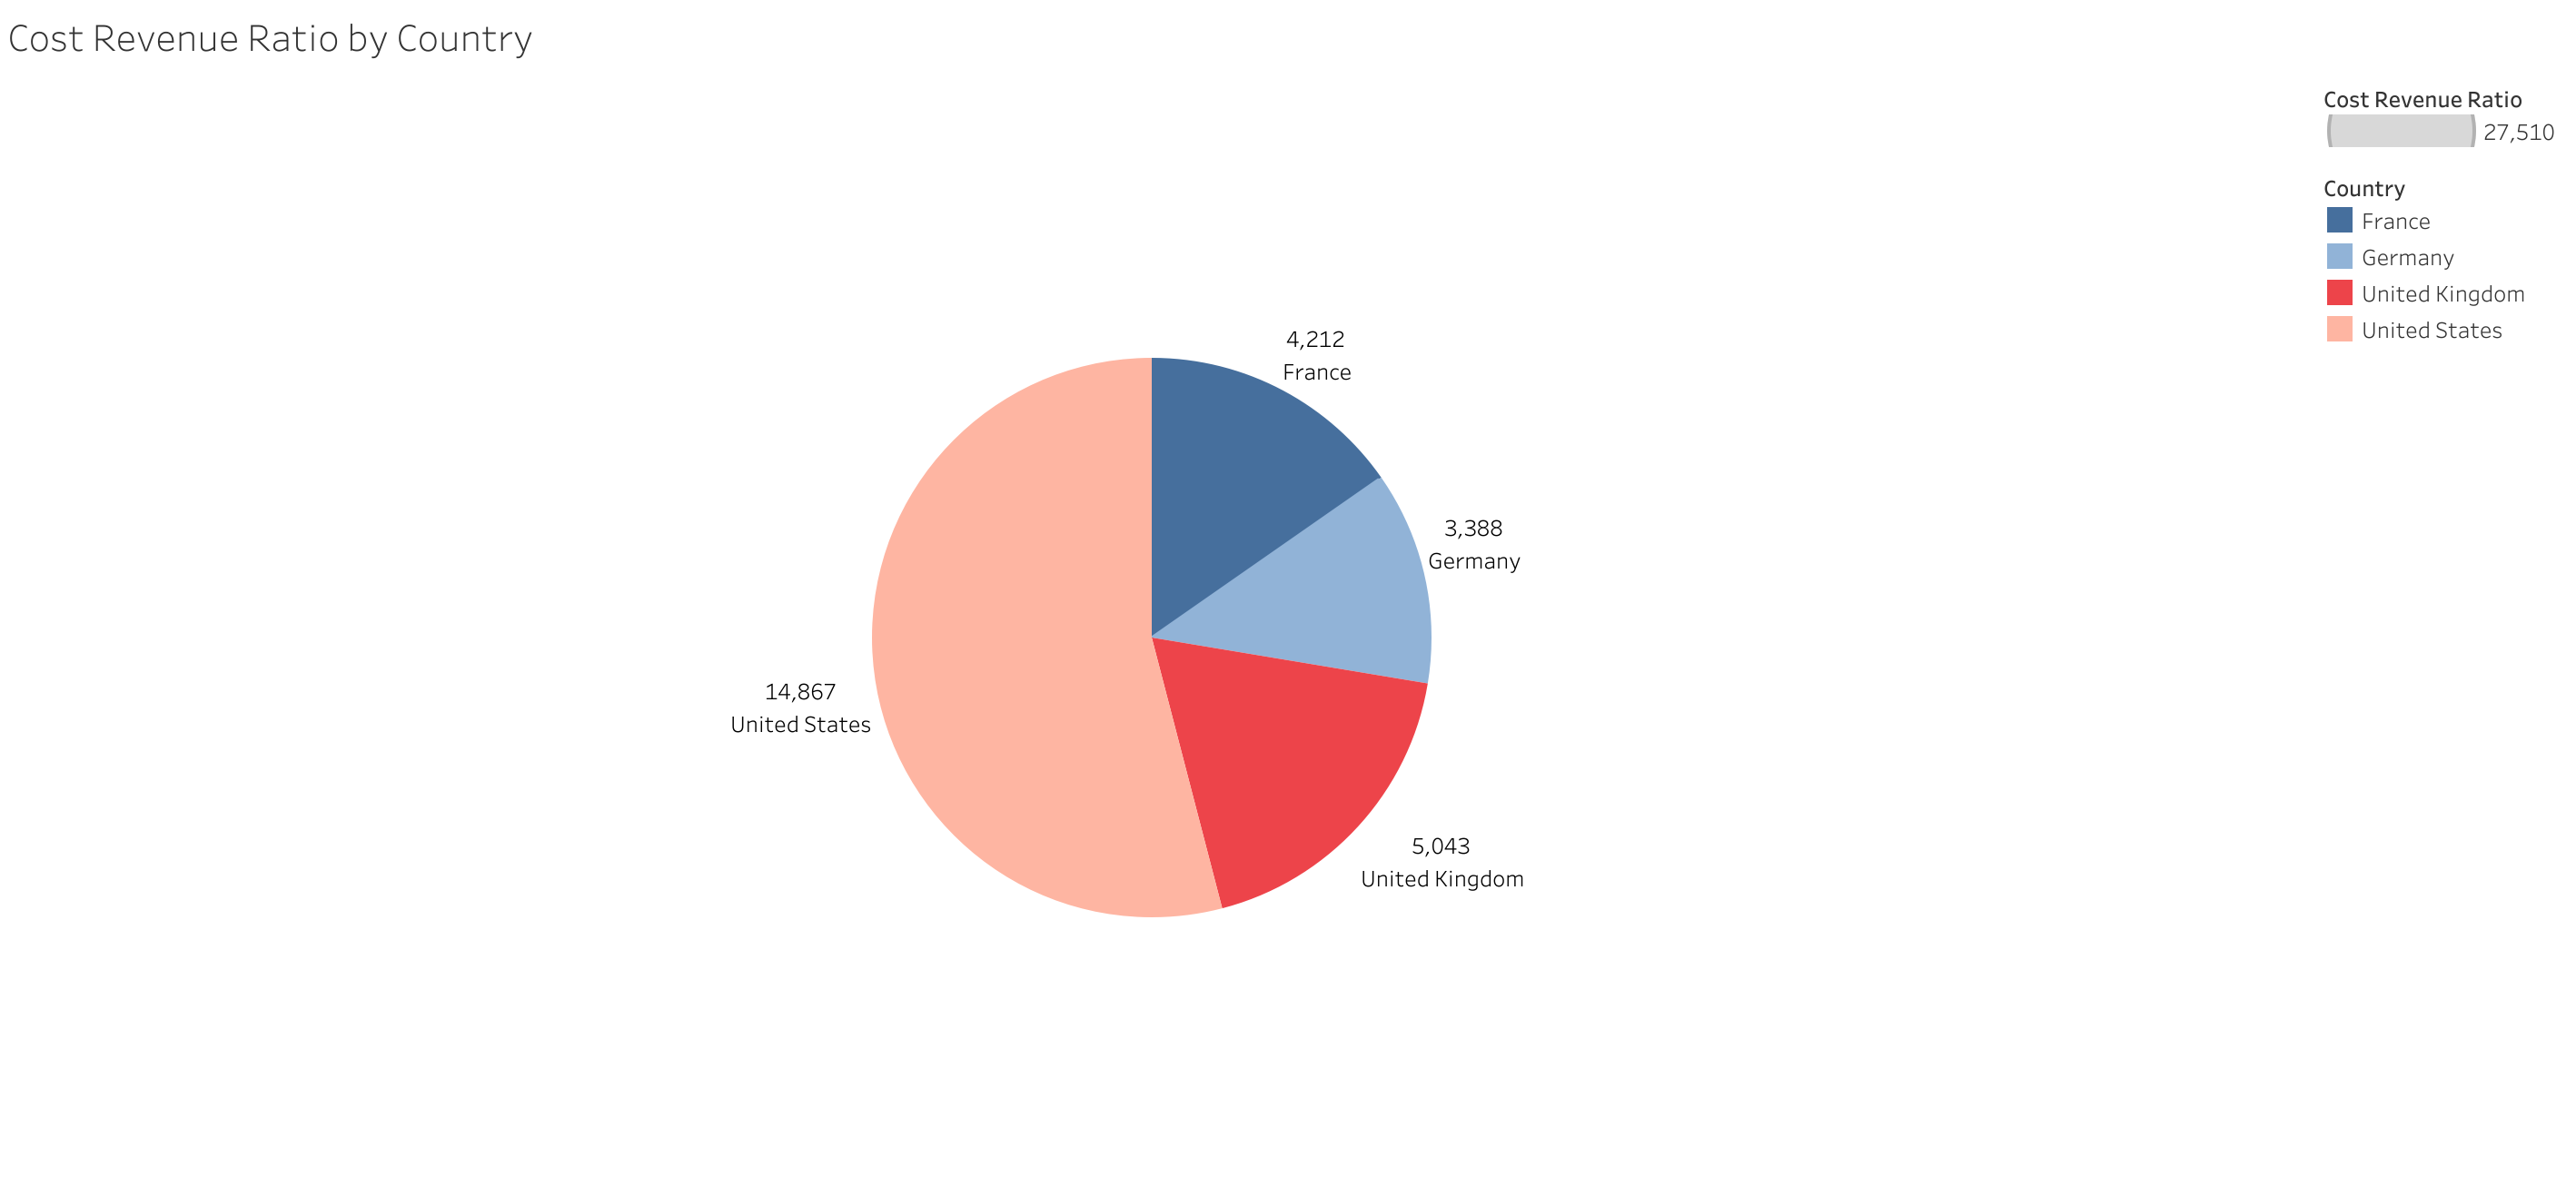 Cost Revenue Ratio by Country
Cost Revenue Ratio
27,510
Country
France
Germany
United Kingdom
United States
4,212
France
3,388
Germany
14,867
United States
5,043
United Kingdom